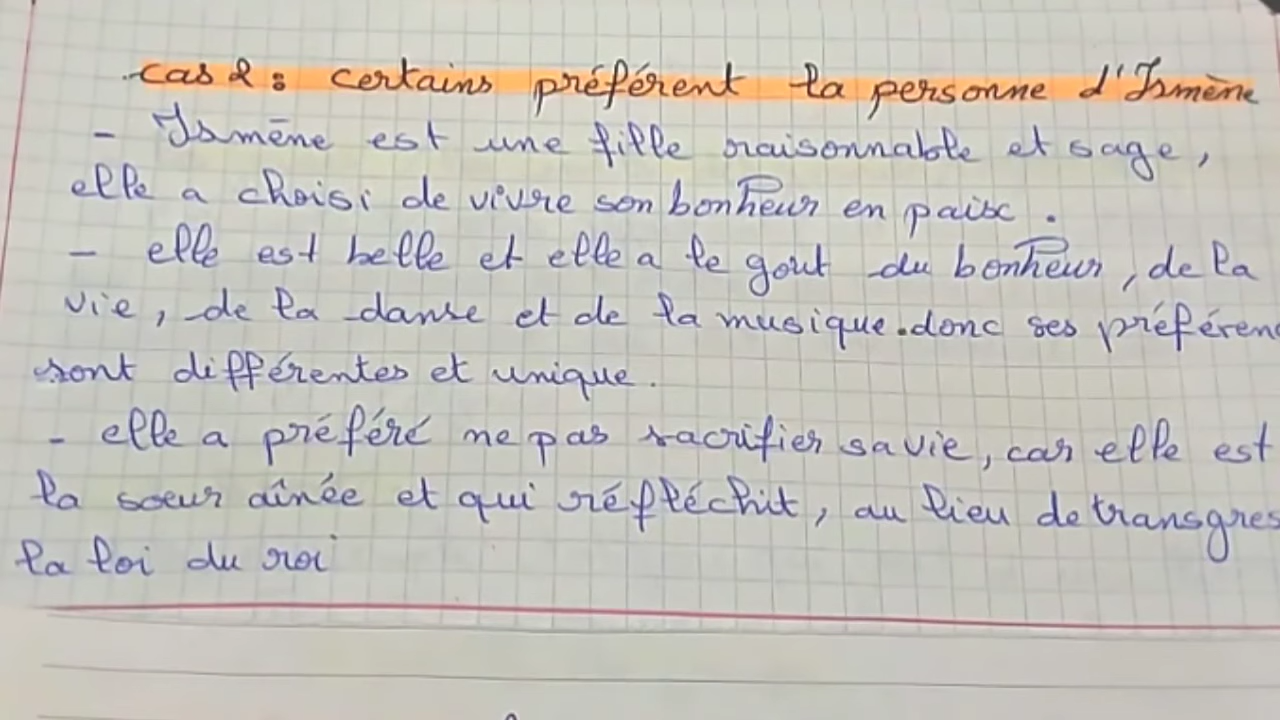 cas 2 : certains préférent la personne d'Ismène
- Ismène est une fille raisonnable et sage,
elle a choisi de vivre son bonheur en paix.
- elle est belle et elle a le gout du bonheur, de la
vie, de la danse et de la musique. donc ses préféren
sont différentes et unique.
- elle a préféré ne pas sacrifier sa vie, car elle est
la sœur aînée et qui réfléchit, au lieu de transgres
la loi du roi